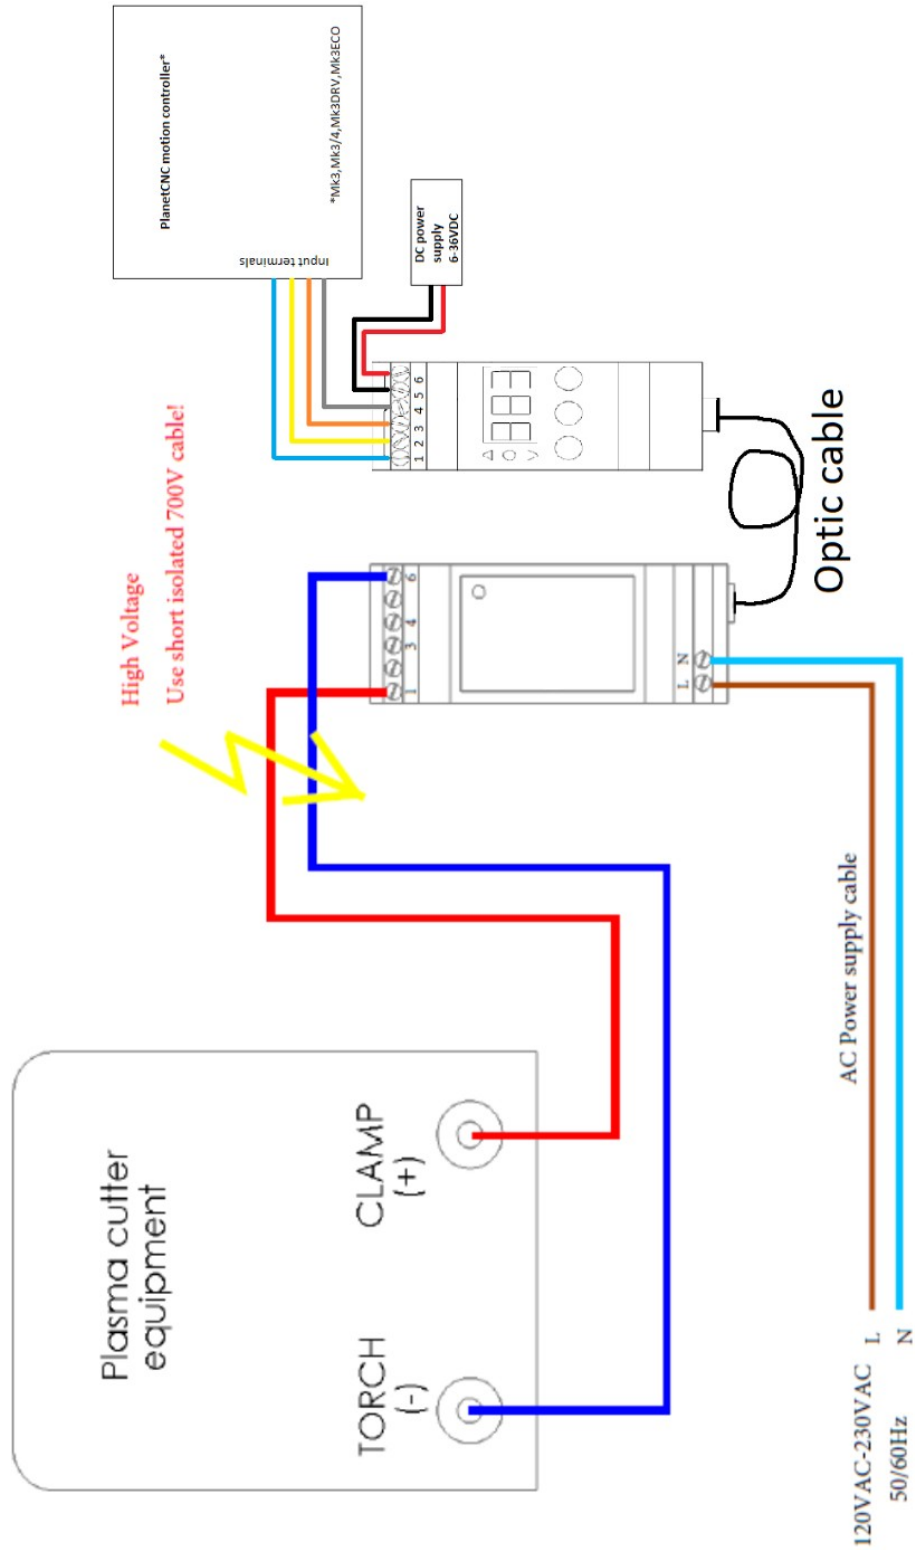 Plasma cutter
equipment
TORCH
(-)
CLAMP
(+)
High Voltage
Use short isolated 700V cable!
1
3
4
6
L
N
AC Power supply cable
120VAC-230VAC
L
50/60Hz
N
Optic cable
1 2 3 4 5 6
PlanetCNC motion controller*
*Mk3,Mk3/4,Mk3DRV,Mk3ECO
Input terminals
DC power
supply
6-36VDC